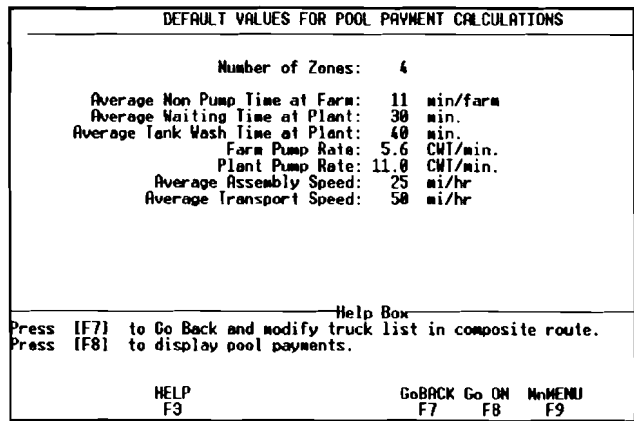 DEFAULT VALUES FOR POOL PAYMENT CALCULATIONS
Number of Zones: 4
Average Non Pump Time at Farm: 11 min/farm
Average Waiting Time at Plant: 30 min.
Average Tank Wash Time at Plant: 40 min.
Farm Pump Rate: 5.6 CWT/min.
Plant Pump Rate: 11.0 CWT/min.
Average Assembly Speed: 25 mi/hr
Average Transport Speed: 50 mi/hr
Help Box
Press [F7] to Go Back and modify truck list in composite route.
Press [F8] to display pool payments.
HELP GoBACK Go ON MnMENU
F3 F7 F8 F9